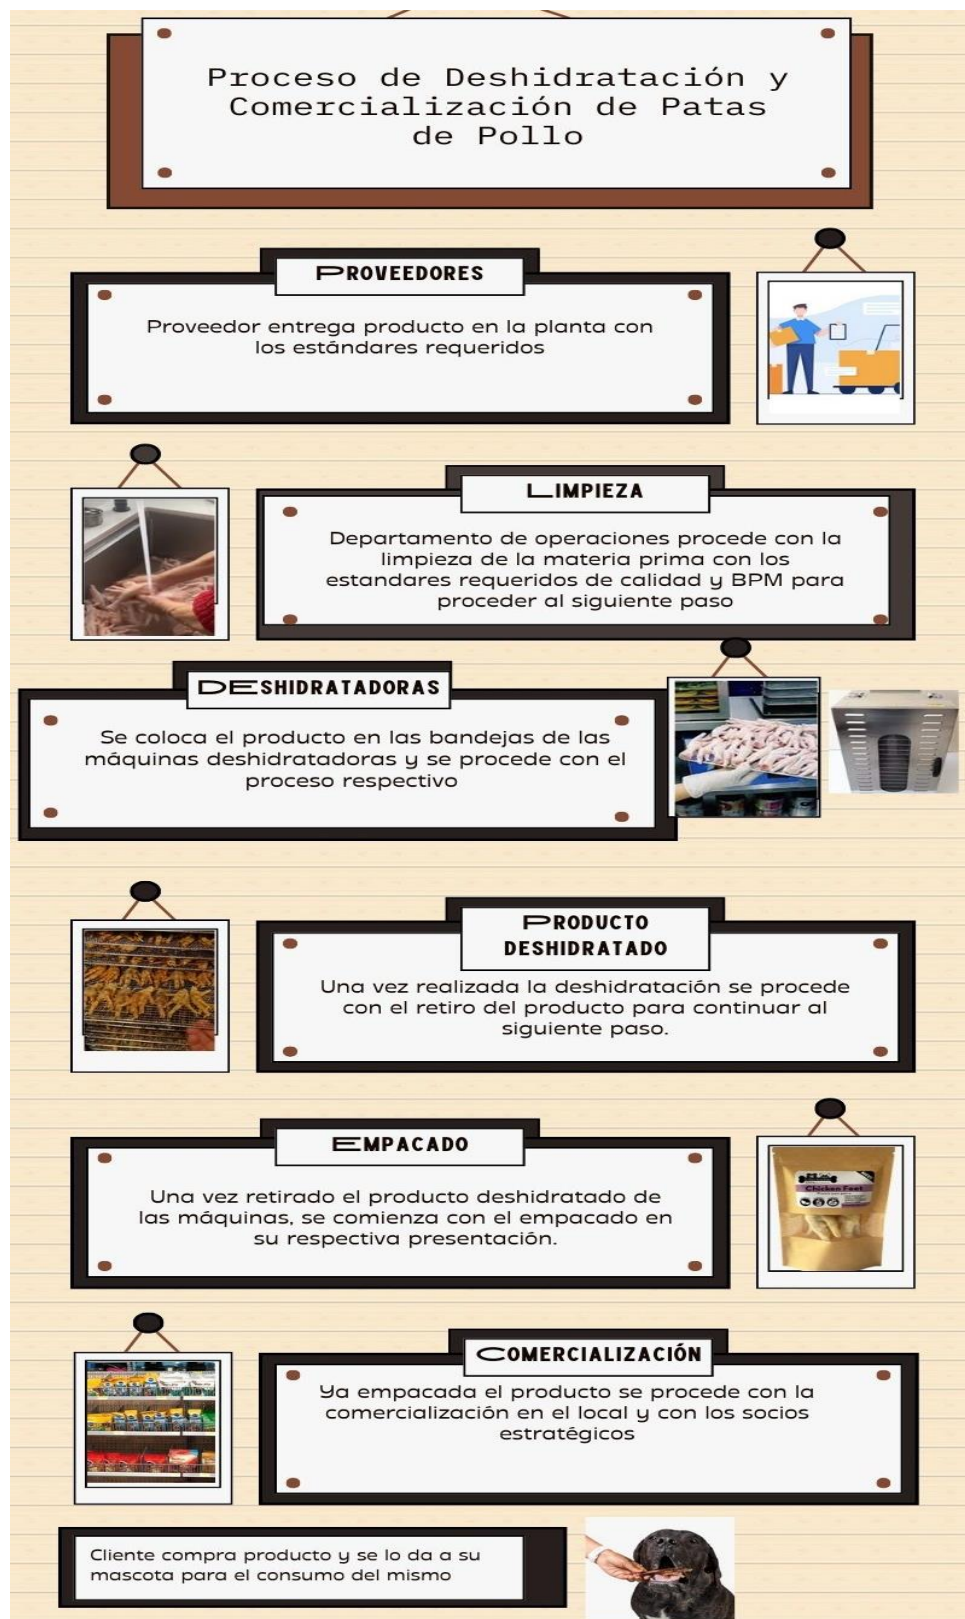 Proceso de Deshidratación y
Comercialización de Patas
de Pollo
PROVEEDORES
Proveedor entrega producto en la planta con
los estándares requeridos
LIMPIEZA
Departamento de operaciones procede con la
limpieza de la materia prima con los
estandares requeridos de calidad y BPM para
proceder al siguiente paso
DESHIDRATADORAS
Se coloca el producto en las bandejas de las
máquinas deshidratadoras y se procede con el
proceso respectivo
PRODUCTO
DESHIDRATADO
Una vez realizada la deshidratación se procede
con el retiro del producto para continuar al
siguiente paso.
EMPACADO
Una vez retirado el producto deshidratado de
las máquinas, se comienza con el empacado en
su respectiva presentación.
Chicken Feet
COMERCIALIZACIÓN
Ya empacada el producto se procede con la
comercialización en el local y con los socios
estratégicos
Cliente compra producto y se lo da a su
mascota para el consumo del mismo